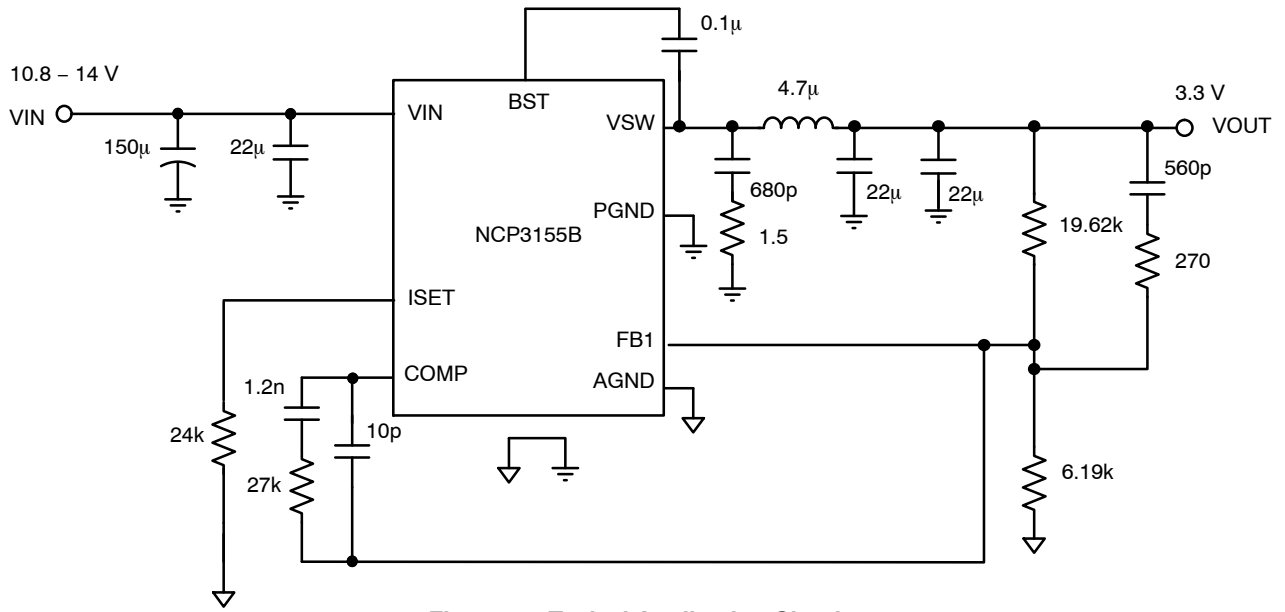 10.8 – 14 V
VIN
150μ
22μ
VIN
BST
0.1μ
VSW
4.7μ
3.3 V
VOUT
680p
1.5
22μ
22μ
560p
PGND
NCP3155B
19.62k
270
ISET
FB1
COMP
AGND
1.2n
10p
24k
27k
6.19k